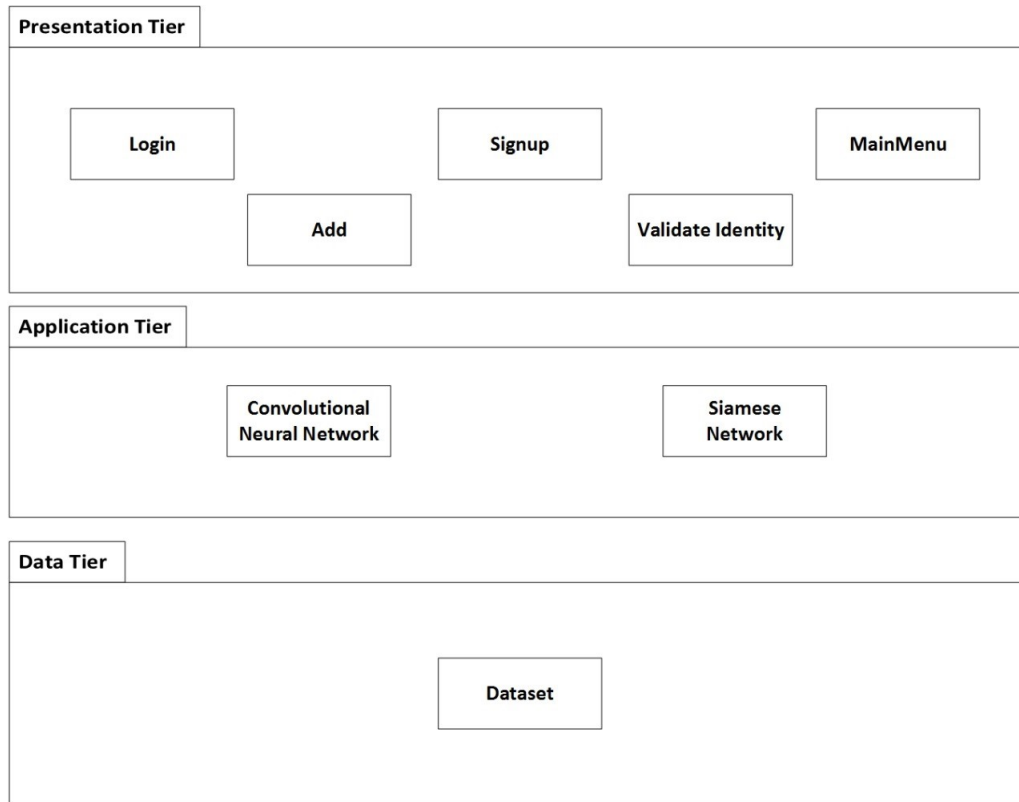 Presentation Tier
Login
Signup
MainMenu
Add
Validate Identity
Application Tier
Convolutional
Neural Network
Siamese
Network
Data Tier
Dataset